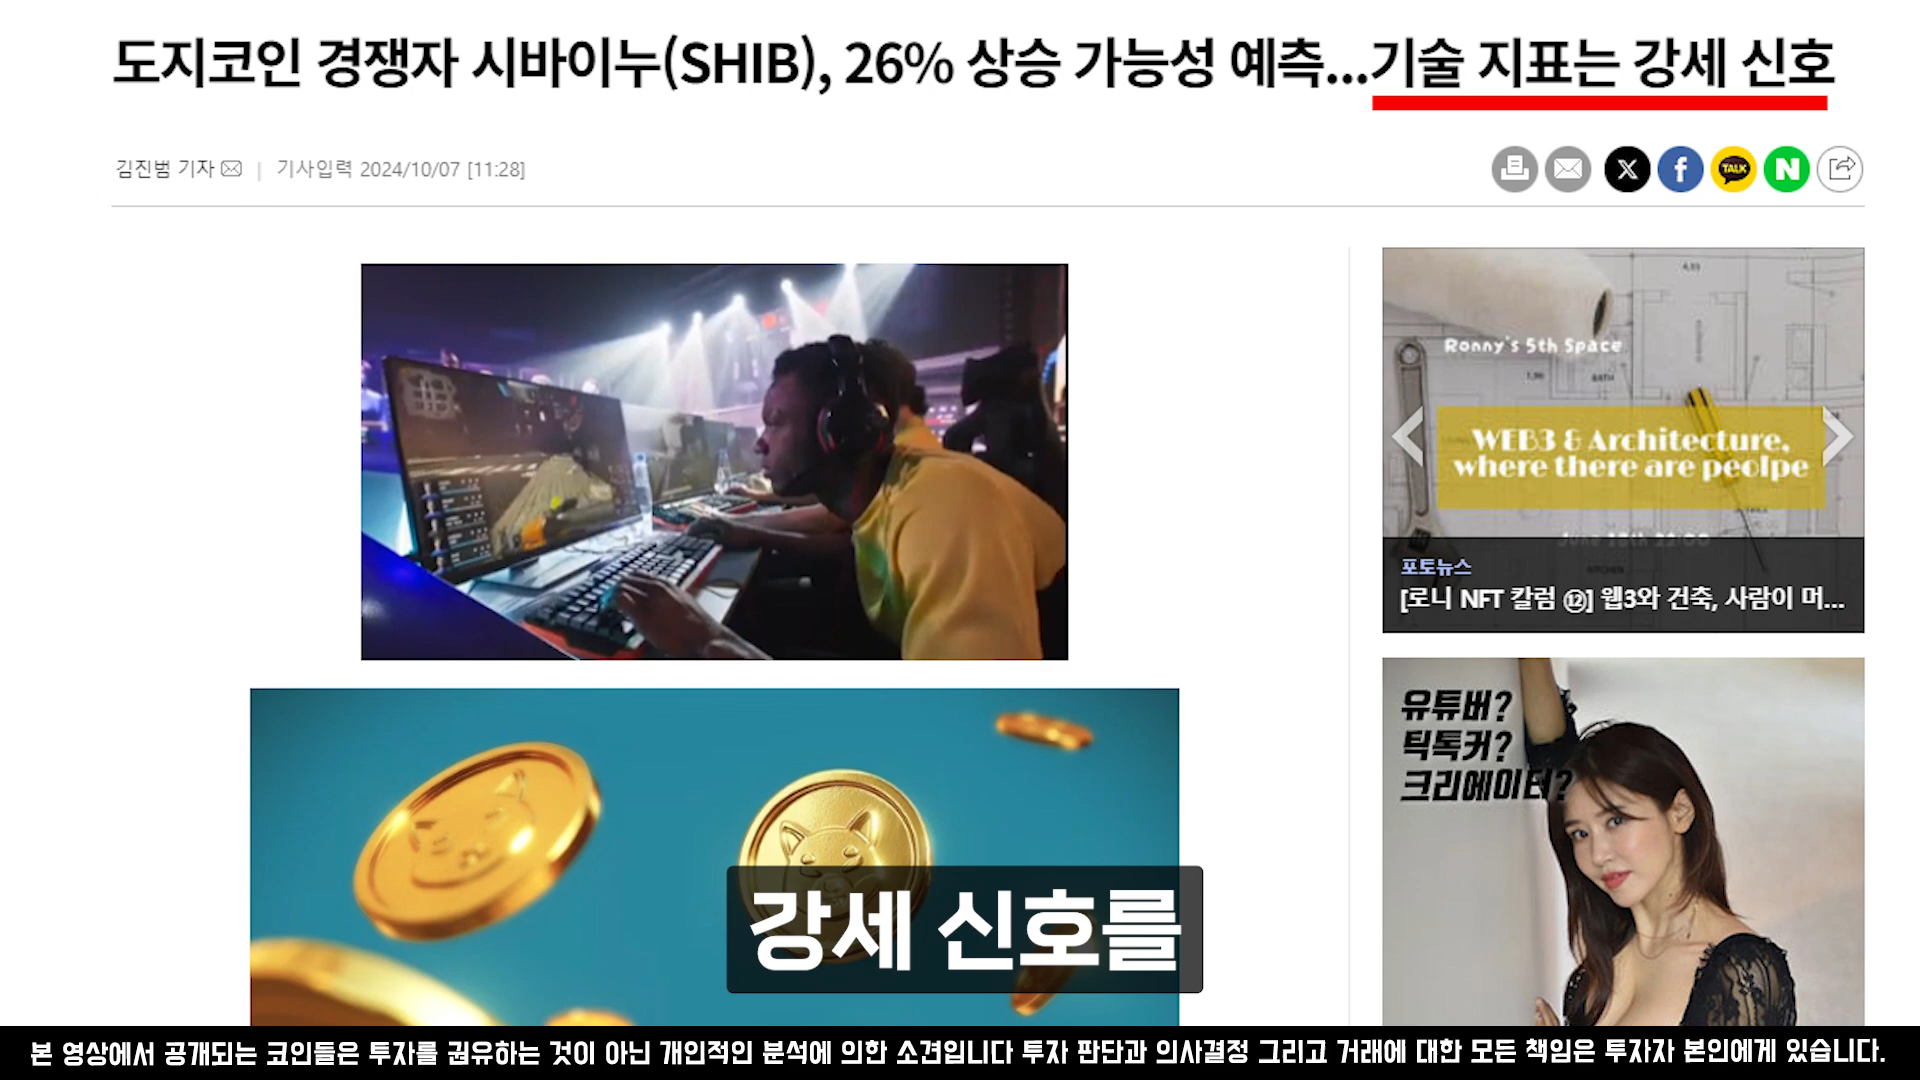 도지코인 경쟁자 시바이누(SHIB), 26% 상승 가능성 예측...기술 지표는 강세 신호
김진범 기자 | 기사입력 2024/10/07 [11:28]
TALK
Ronny's 5th Space
WEB3 & Architecture,
where there are peolpe
포토뉴스
[로니 NFT 칼럼 ⑫] 웹3와 건축, 사람이 머...
유튜버?
틱톡커?
크리에이터?
강세 신호를
본 영상에서 공개되는 코인들은 투자를 권유하는 것이 아닌 개인적인 분석에 의한 소견입니다 투자 판단과 의사결정 그리고 거래에 대한 모든 책임은 투자자 본인에게 있습니다.